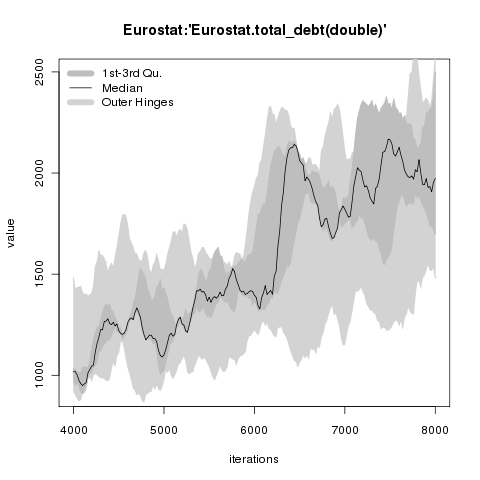 Eurostat:'Eurostat.total_debt(double)'
1st-3rd Qu.
Median
Outer Hinges
2500
2000
1500
1000
value
4000 5000 6000 7000 8000
iterations